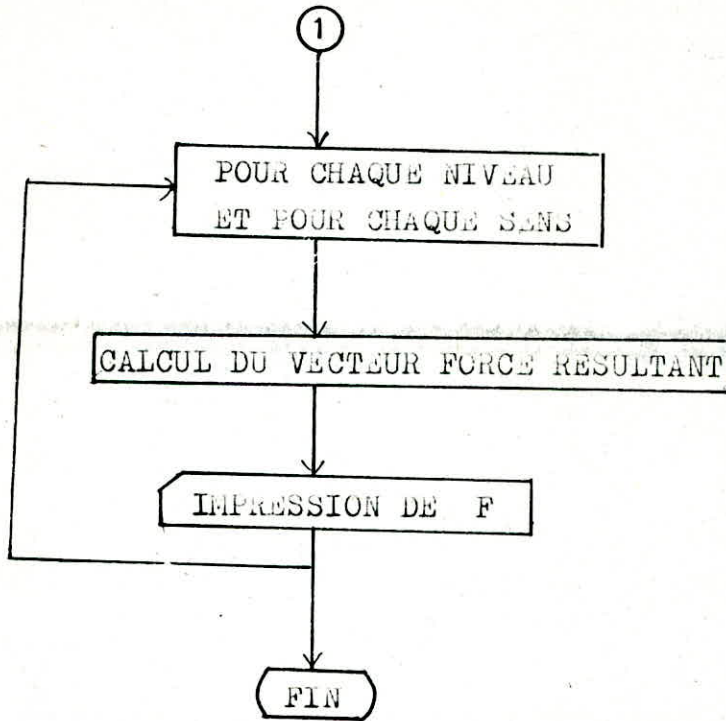 1
POUR CHAQUE NIVEAU
ET POUR CHAQUE SENS
CALCUL DU VECTEUR FORCE RESULTANT
IMPRESSION DE F
FIN